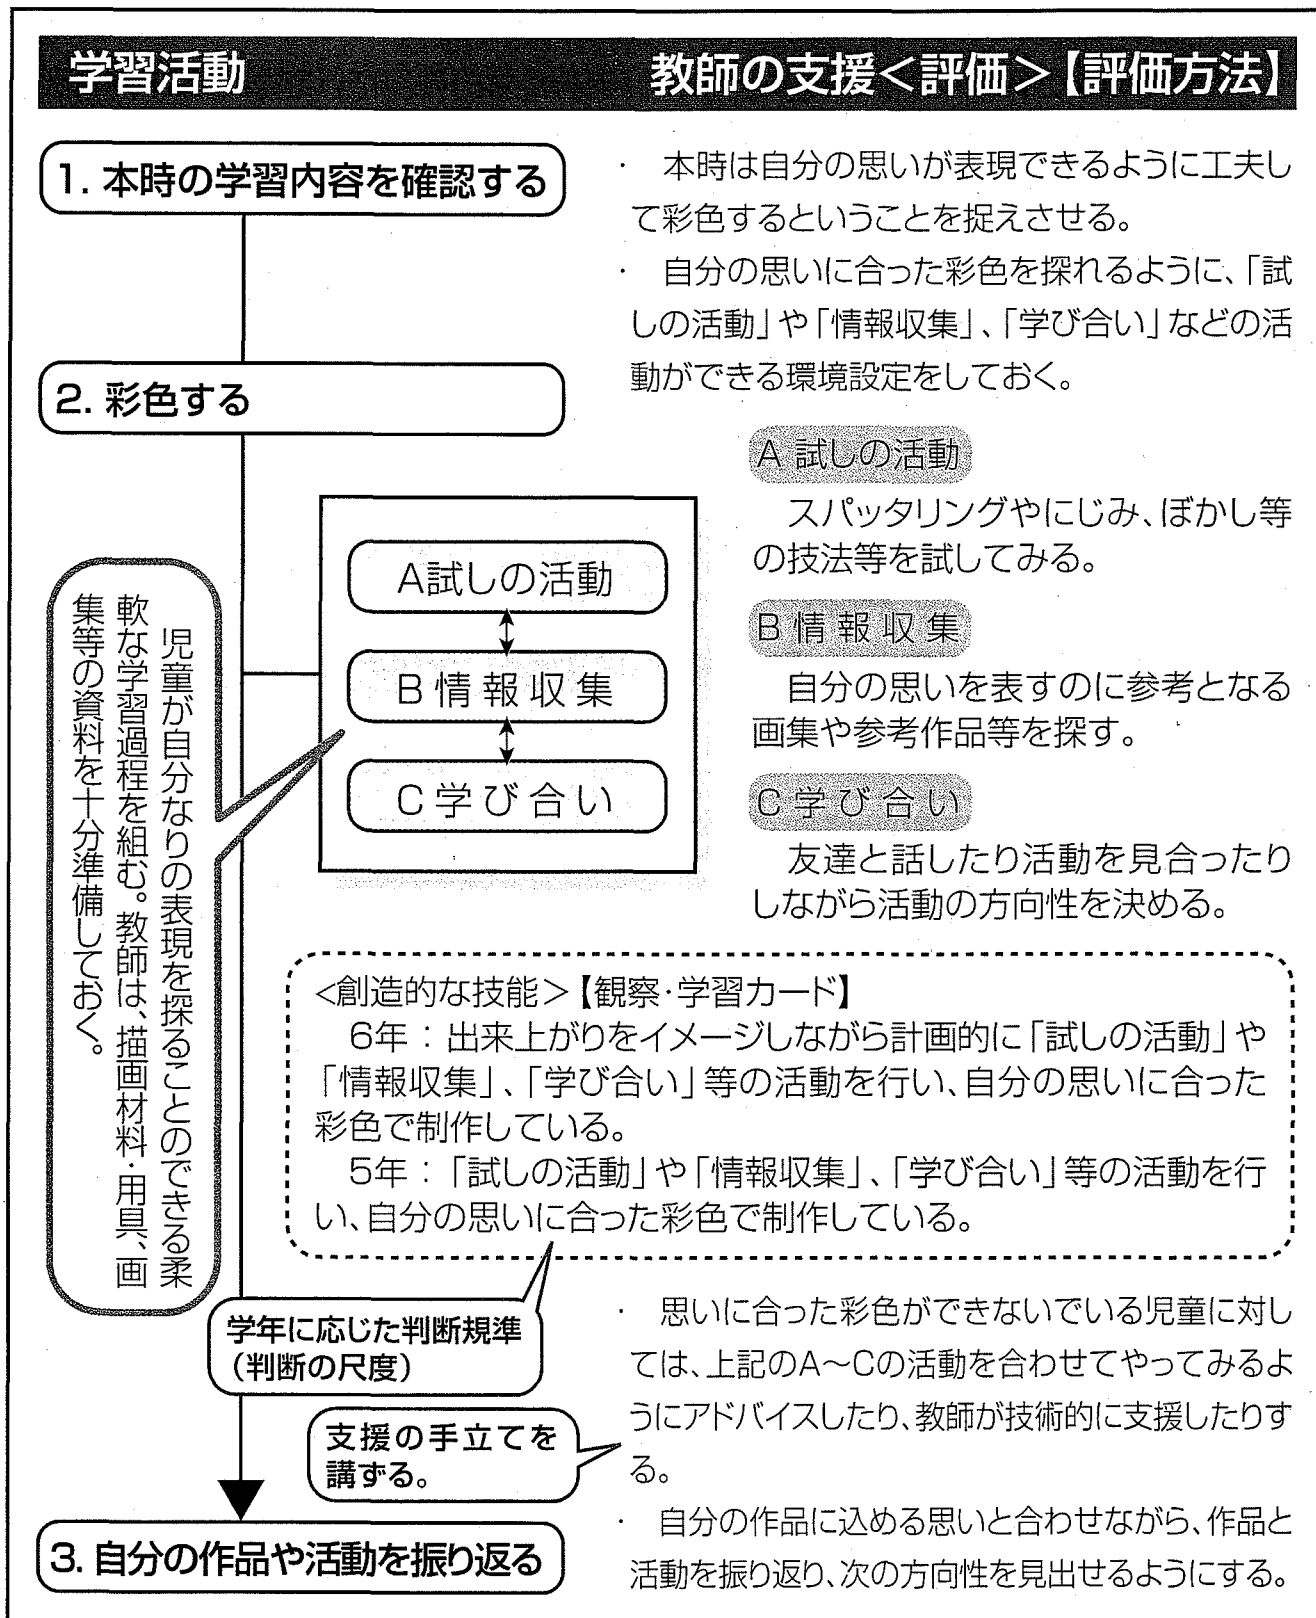 学習活動　教師の支援＜評価＞【評価方法】
1. 本時の学習内容を確認する
・　本時は自分の思いが表現できるように工夫し
て彩色するということを捉えさせる。
・　自分の思いに合った彩色を探れるように、「試
しの活動」や「情報収集」、「学び合い」などの活
動ができる環境設定をしておく。
2. 彩色する
A試しの活動
B情報収集
C学び合い
児童が自分なりの表現を探ることのできる柔
軟な学習過程を組む。教師は、描画材料・用具、画
集等の資料を十分準備しておく。
A 試しの活動
スパッタリングやにじみ、ぼかし等
の技法等を試してみる。
B 情報収集
自分の思いを表すのに参考となる
画集や参考作品等を探す。
C 学び合い
友達と話したり活動を見合ったり
しながら活動の方向性を決める。
<創造的な技能>【観察・学習カード】
6年：出来上がりをイメージしながら計画的に「試しの活動」や
「情報収集」、「学び合い」等の活動を行い、自分の思いに合った
彩色で制作している。
5年：「試しの活動」や「情報収集」、「学び合い」等の活動を行
い、自分の思いに合った彩色で制作している。
学年に応じた判断規準
（判断の尺度）
・　思いに合った彩色ができないでいる児童に対し
ては、上記のA～Cの活動を合わせてやってみるよ
うにアドバイスしたり、教師が技術的に支援したりす
る。
支援の手立てを
講ずる。
3. 自分の作品や活動を振り返る
・　自分の作品に込める思いと合わせながら、作品と
活動を振り返り、次の方向性を見出せるようにする。